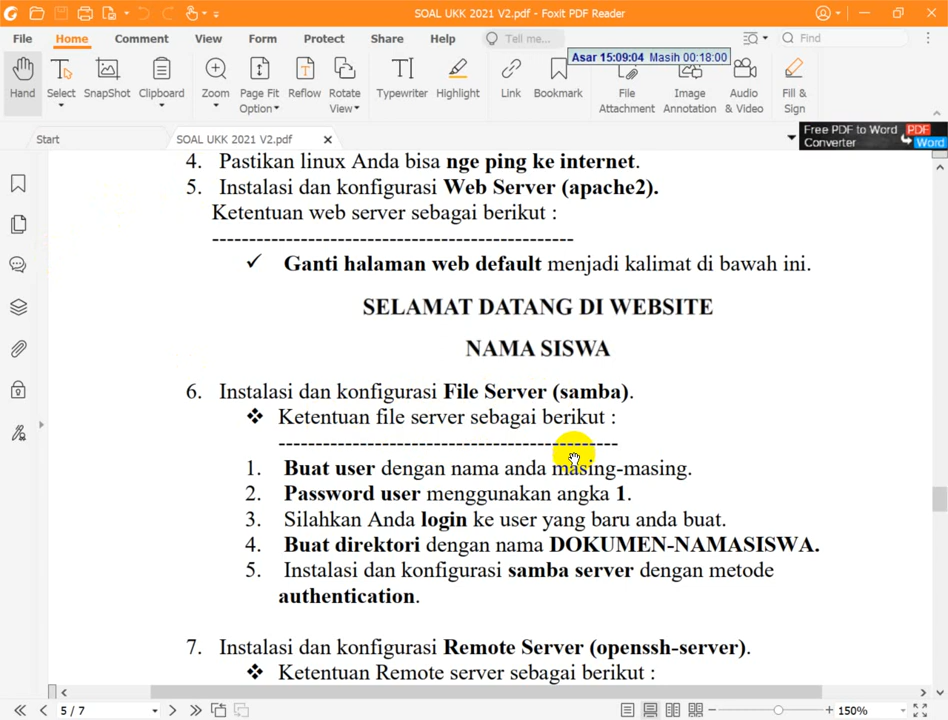 SOAL UKK 2021 V2.pdf - Foxit PDF Reader
File Home Comment View Form Protect Share Help Tell me... Find
Asar 15:09:04 Masih 00:18:00
Hand Select SnapShot Clipboard Zoom Page Fit Option Reflow Rotate View Typewriter Highlight Link Bookmark File Attachment Image Annotation Audio & Video Fill & Sign
Start SOAL UKK 2021 V2.pdf
Free PDF to Word Converter PDF Word
4. Pastikan linux Anda bisa nge ping ke internet.
5. Instalasi dan konfigurasi Web Server (apache2).
Ketentuan web server sebagai berikut :
-------------------------------------------------
✓ Ganti halaman web default menjadi kalimat di bawah ini.
SELAMAT DATANG DI WEBSITE
NAMA SISWA
6. Instalasi dan konfigurasi File Server (samba).
❖ Ketentuan file server sebagai berikut :
----------------------------------------------
1. Buat user dengan nama anda masing-masing.
2. Password user menggunakan angka 1.
3. Silahkan Anda login ke user yang baru anda buat.
4. Buat direktori dengan nama DOKUMEN-NAMASISWA.
5. Instalasi dan konfigurasi samba server dengan metode
authentication.
7. Instalasi dan konfigurasi Remote Server (openssh-server).
❖ Ketentuan Remote server sebagai berikut :
5 / 7 150%